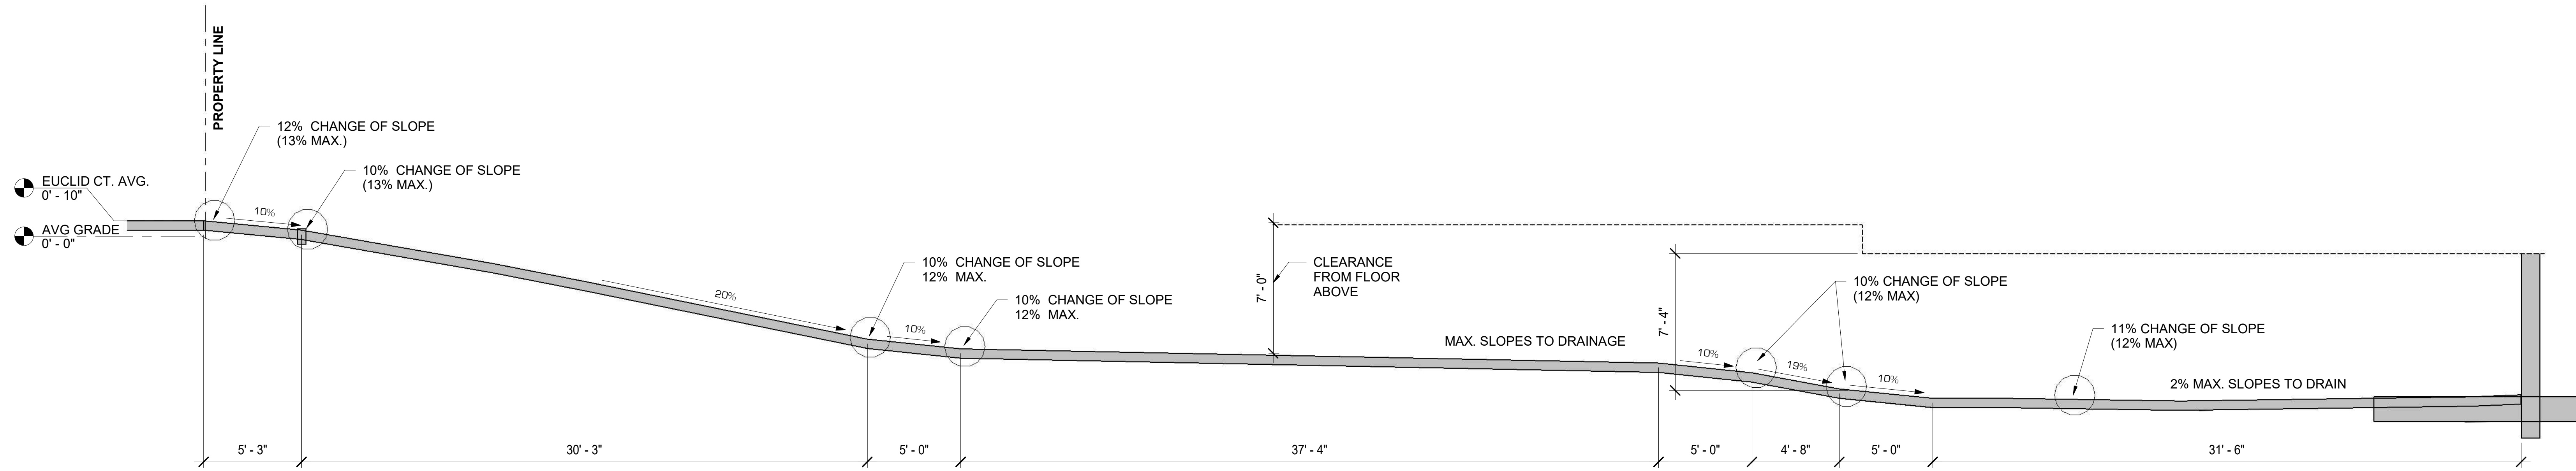 PROPERTY LINE
12% CHANGE OF SLOPE
(13% MAX.)
10% CHANGE OF SLOPE
(13% MAX.)
EUCLID CT. AVG.
0' - 10"
AVG GRADE
0' - 0"
10%
20%
10% CHANGE OF SLOPE
12% MAX.
10%
10% CHANGE OF SLOPE
12% MAX.
7' - 0"
CLEARANCE
FROM FLOOR
ABOVE
MAX. SLOPES TO DRAINAGE
7' - 4"
10%
19%
10%
10% CHANGE OF SLOPE
(12% MAX)
11% CHANGE OF SLOPE
(12% MAX)
2% MAX. SLOPES TO DRAIN
5' - 3"
30' - 3"
5' - 0"
37' - 4"
5' - 0"
4' - 8"
5' - 0"
31' - 6"